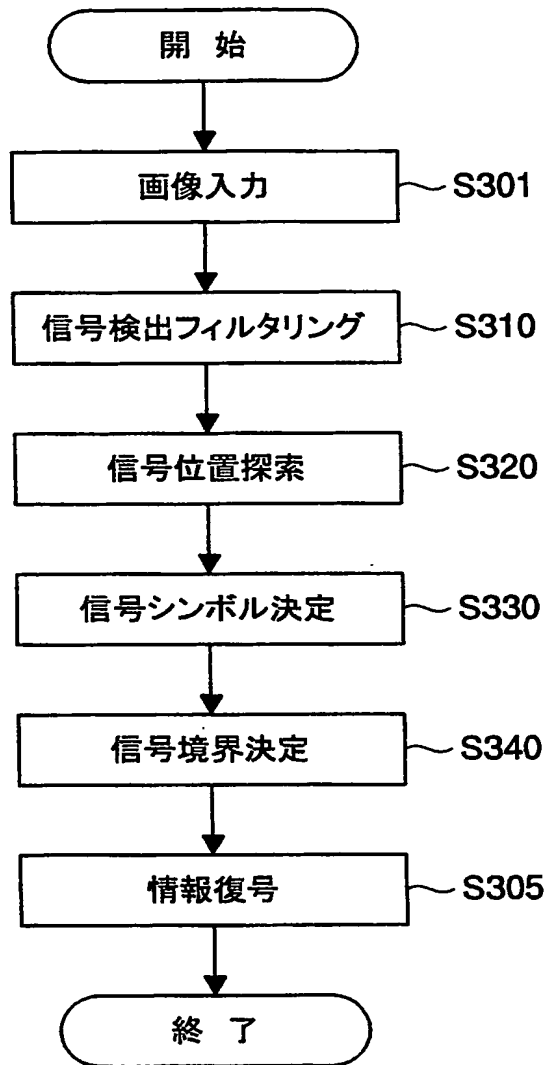 開 始
画像入力 S301
信号検出フィルタリング S310
信号位置探索 S320
信号シンボル決定 S330
信号境界決定 S340
情報復号 S305
終 了